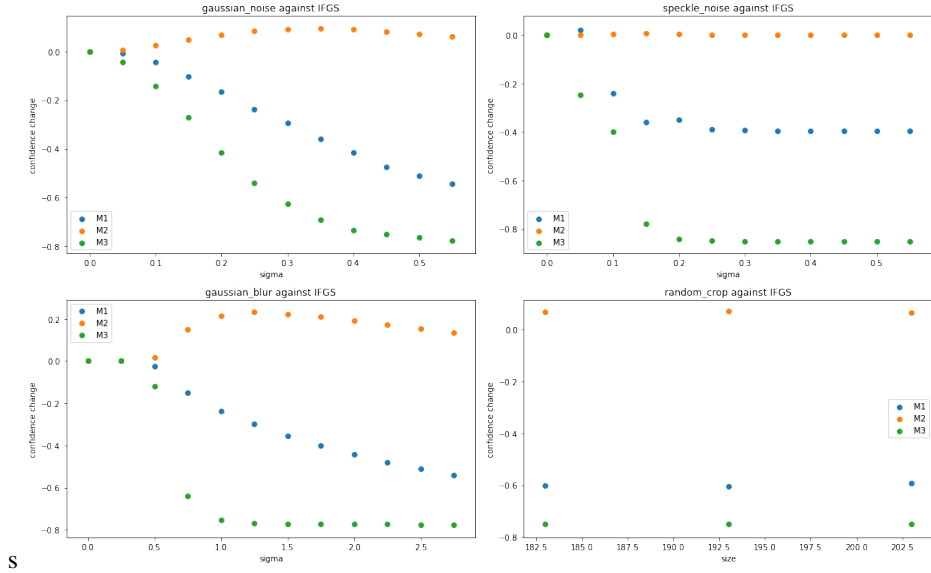 gaussian_noise against IFGS
0.0
−0.2
−0.4
−0.6
−0.8
confidence change
M1
M2
M3
0.0 0.1 0.2 0.3 0.4 0.5
sigma
speckle_noise against IFGS
0.0
−0.2
−0.4
−0.6
−0.8
confidence change
M1
M2
M3
0.0 0.1 0.2 0.3 0.4 0.5
sigma
gaussian_blur against IFGS
0.2
0.0
−0.2
−0.4
−0.6
−0.8
confidence change
M1
M2
M3
0.0 0.5 1.0 1.5 2.0 2.5
sigma
random_crop against IFGS
0.0
−0.2
−0.4
−0.6
−0.8
confidence change
M1
M2
M3
182.5 185.0 187.5 190.0 192.5 195.0 197.5 200.0 202.5
size
s